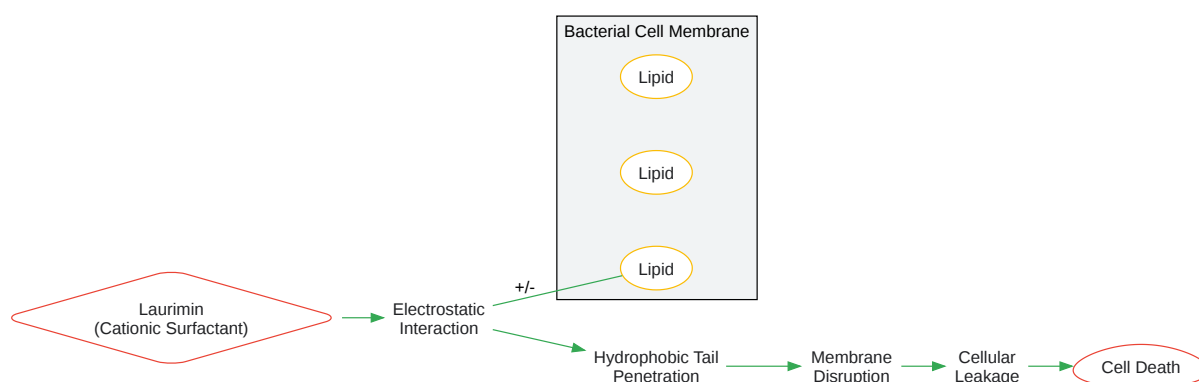 Bacterial Cell Membrane
Lipid
Lipid
Lipid
+/-
Laurimin
(Cationic Surfactant)
Electrostatic
Interaction
Hydrophobic Tail
Penetration
Membrane
Disruption
Cellular
Leakage
Cell Death